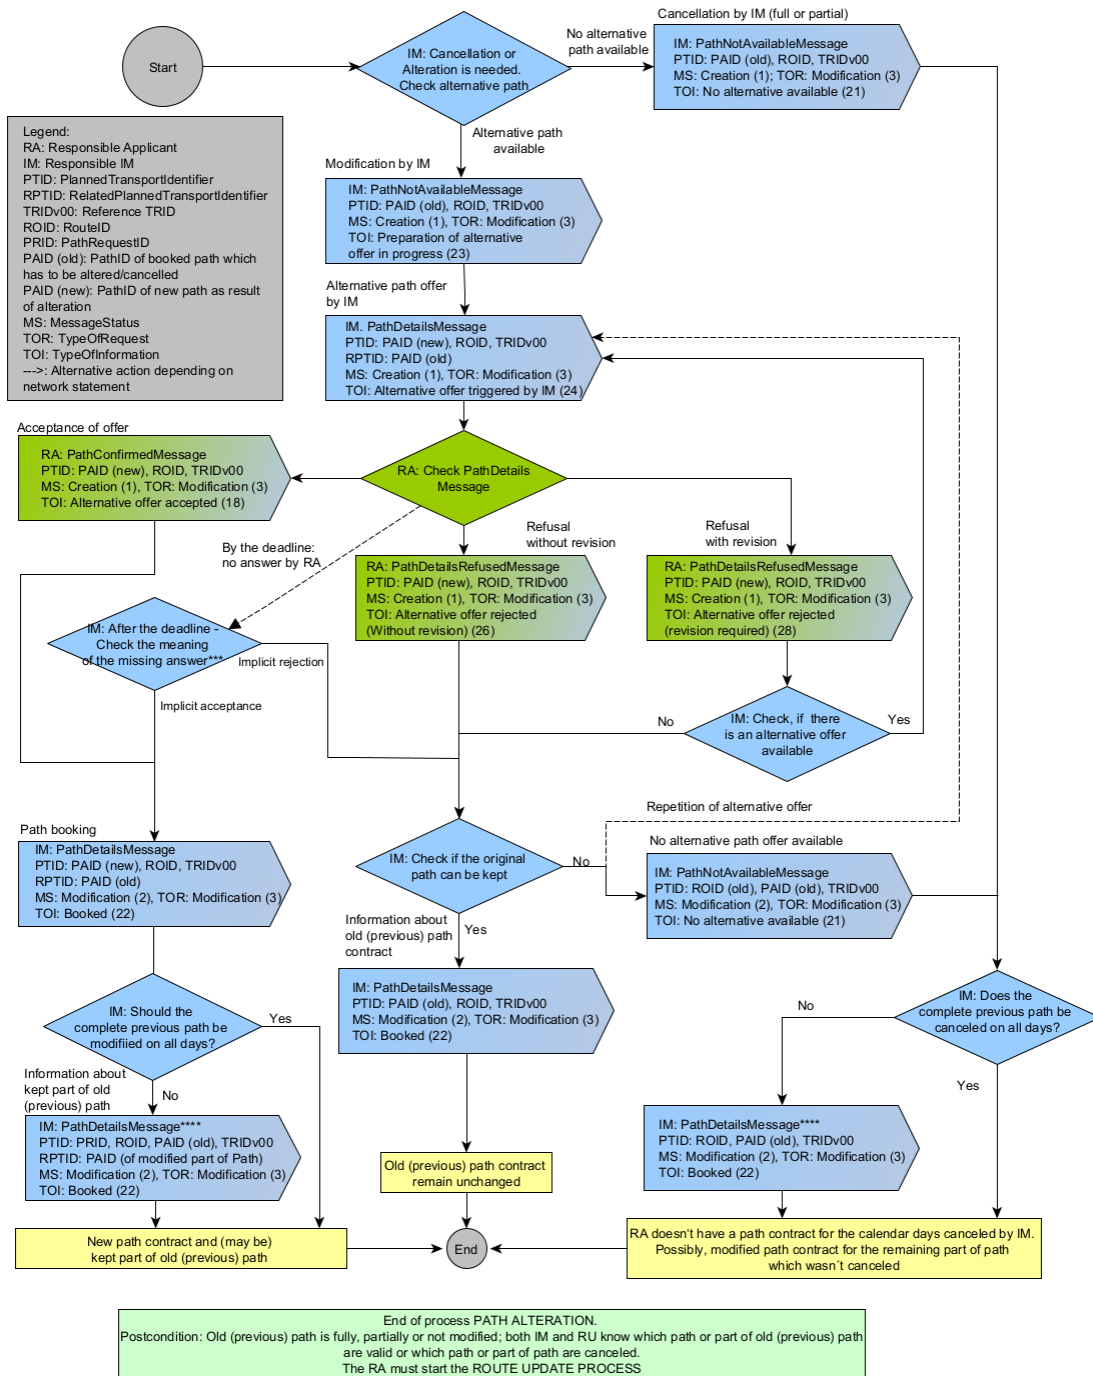 Start
IM: Cancellation or
Alteration is needed.
Check alternative path
No alternative
path available
Cancellation by IM (full or partial)
IM: PathNotAvailableMessage
PTID: PAID (old), ROID, TRIDv00
MS: Creation (1); TOR: Modification (3)
TOI: No alternative available (21)
Legend:
RA: Responsible Applicant
IM: Responsible IM
PTID: PlannedTransportIdentifier
RPTID: RelatedPlannedTransportIdentifier
TRIDv00: Reference TRID
ROID: RouteID
PRID: PathRequestID
PAID (old): PathID of booked path which
has to be altered/cancelled
PAID (new): PathID of new path as result
of alteration
MS: MessageStatus
TOR: TypeOfRequest
TOI: TypeOfInformation
--->: Alternative action depending on
network statement
Alternative path
available
Modification by IM
IM: PathNotAvailableMessage
PTID: PAID (old), ROID, TRIDv00
MS: Creation (1), TOR: Modification (3)
TOI: Preparation of alternative
offer in progress (23)
Alternative path offer
by IM
IM. PathDetailsMessage
PTID: PAID (new), ROID, TRIDv00
RPTID: PAID (old)
MS: Creation (1), TOR: Modification (3)
TOI: Alternative offer triggered by IM (24)
Acceptance of offer
RA: PathConfirmedMessage
PTID: PAID (new), ROID, TRIDv00
MS: Creation (1), TOR: Modification (3)
TOI: Alternative offer accepted (18)
RA: Check PathDetails
Message
By the deadline:
no answer by RA
Refusal
without revision
Refusal
with revision
RA: PathDetailsRefusedMessage
PTID: PAID (new), ROID, TRIDv00
MS: Creation (1), TOR: Modification (3)
TOI: Alternative offer rejected
(Without revision) (26)
RA: PathDetailsRefusedMessage
PTID: PAID (new), ROID, TRIDv00
MS: Creation (1), TOR: Modification (3)
TOI: Alternative offer rejected
(revision required) (28)
IM: After the deadline -
Check the meaning
of the missing answer***
Implicit rejection
Implicit acceptance
No
IM: Check, if there
is an alternative offer
available
Yes
Repetition of alternative offer
Path booking
IM: PathDetailsMessage
PTID: PAID (new), ROID, TRIDv00
RPTID: PAID (old)
MS: Modification (2), TOR: Modification (3)
TOI: Booked (22)
IM: Check if the original
path can be kept
No
No alternative path offer available
IM: PathNotAvailableMessage
PTID: ROID (old), PAID (old), TRIDv00
MS: Modification (2), TOR: Modification (3)
TOI: No alternative available (21)
Information about
old (previous) path
contract
Yes
IM: PathDetailsMessage
PTID: PAID (old), ROID, TRIDv00
MS: Modification (2), TOR: Modification (3)
TOI: Booked (22)
IM: Should the
complete previous path be
modifiied on all days?
Yes
No
IM: Does the
complete previous path be
canceled on all days?
No
Yes
Information about
kept part of old
(previous) path
IM: PathDetailsMessage****
PTID: PRID, ROID, PAID (old), TRIDv00
RPTID: PAID (of modified part of Path)
MS: Modification (2), TOR: Modification (3)
TOI: Booked (22)
IM: PathDetailsMessage****
PTID: ROID, PAID (old), TRIDv00
MS: Modification (2), TOR: Modification (3)
TOI: Booked (22)
Old (previous) path contract
remain unchanged
New path contract and (may be)
kept part of old (previous) path
End
RA doesn't have a path contract for the calendar days canceled by IM.
Possibly, modified path contract for the remaining part of path
which wasn´t canceled
End of process PATH ALTERATION.
Postcondition: Old (previous) path is fully, partially or not modified; both IM and RU know which path or part of old (previous) path
are valid or which path or part of path are canceled.
The RA must start the ROUTE UPDATE PROCESS